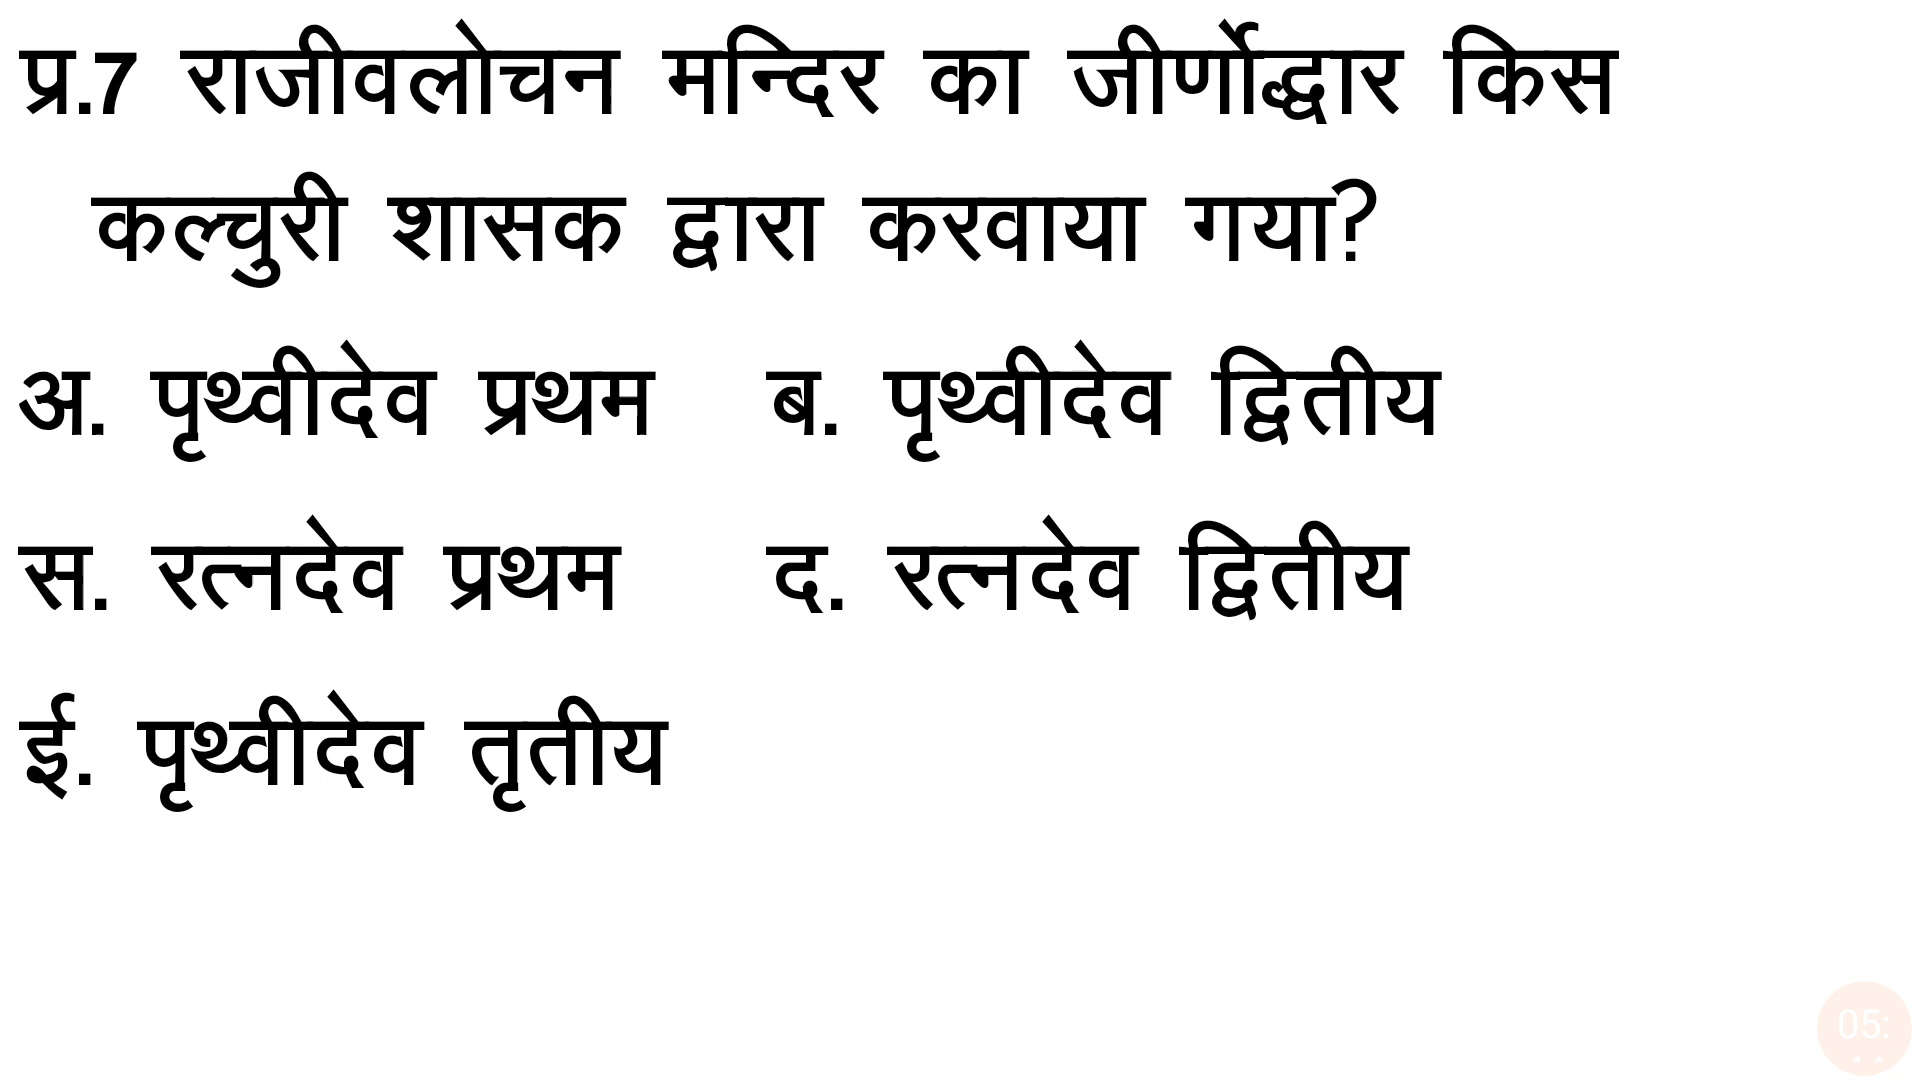 प्र.7 राजीवलोचन मन्दिर का जीर्णोद्धार किस
कल्चुरी शासक द्वारा करवाया गया?
अ. पृथ्वीदेव प्रथम ब. पृथ्वीदेव द्वितीय
स. रत्नदेव प्रथम द. रत्नदेव द्वितीय
ई. पृथ्वीदेव तृतीय
05: